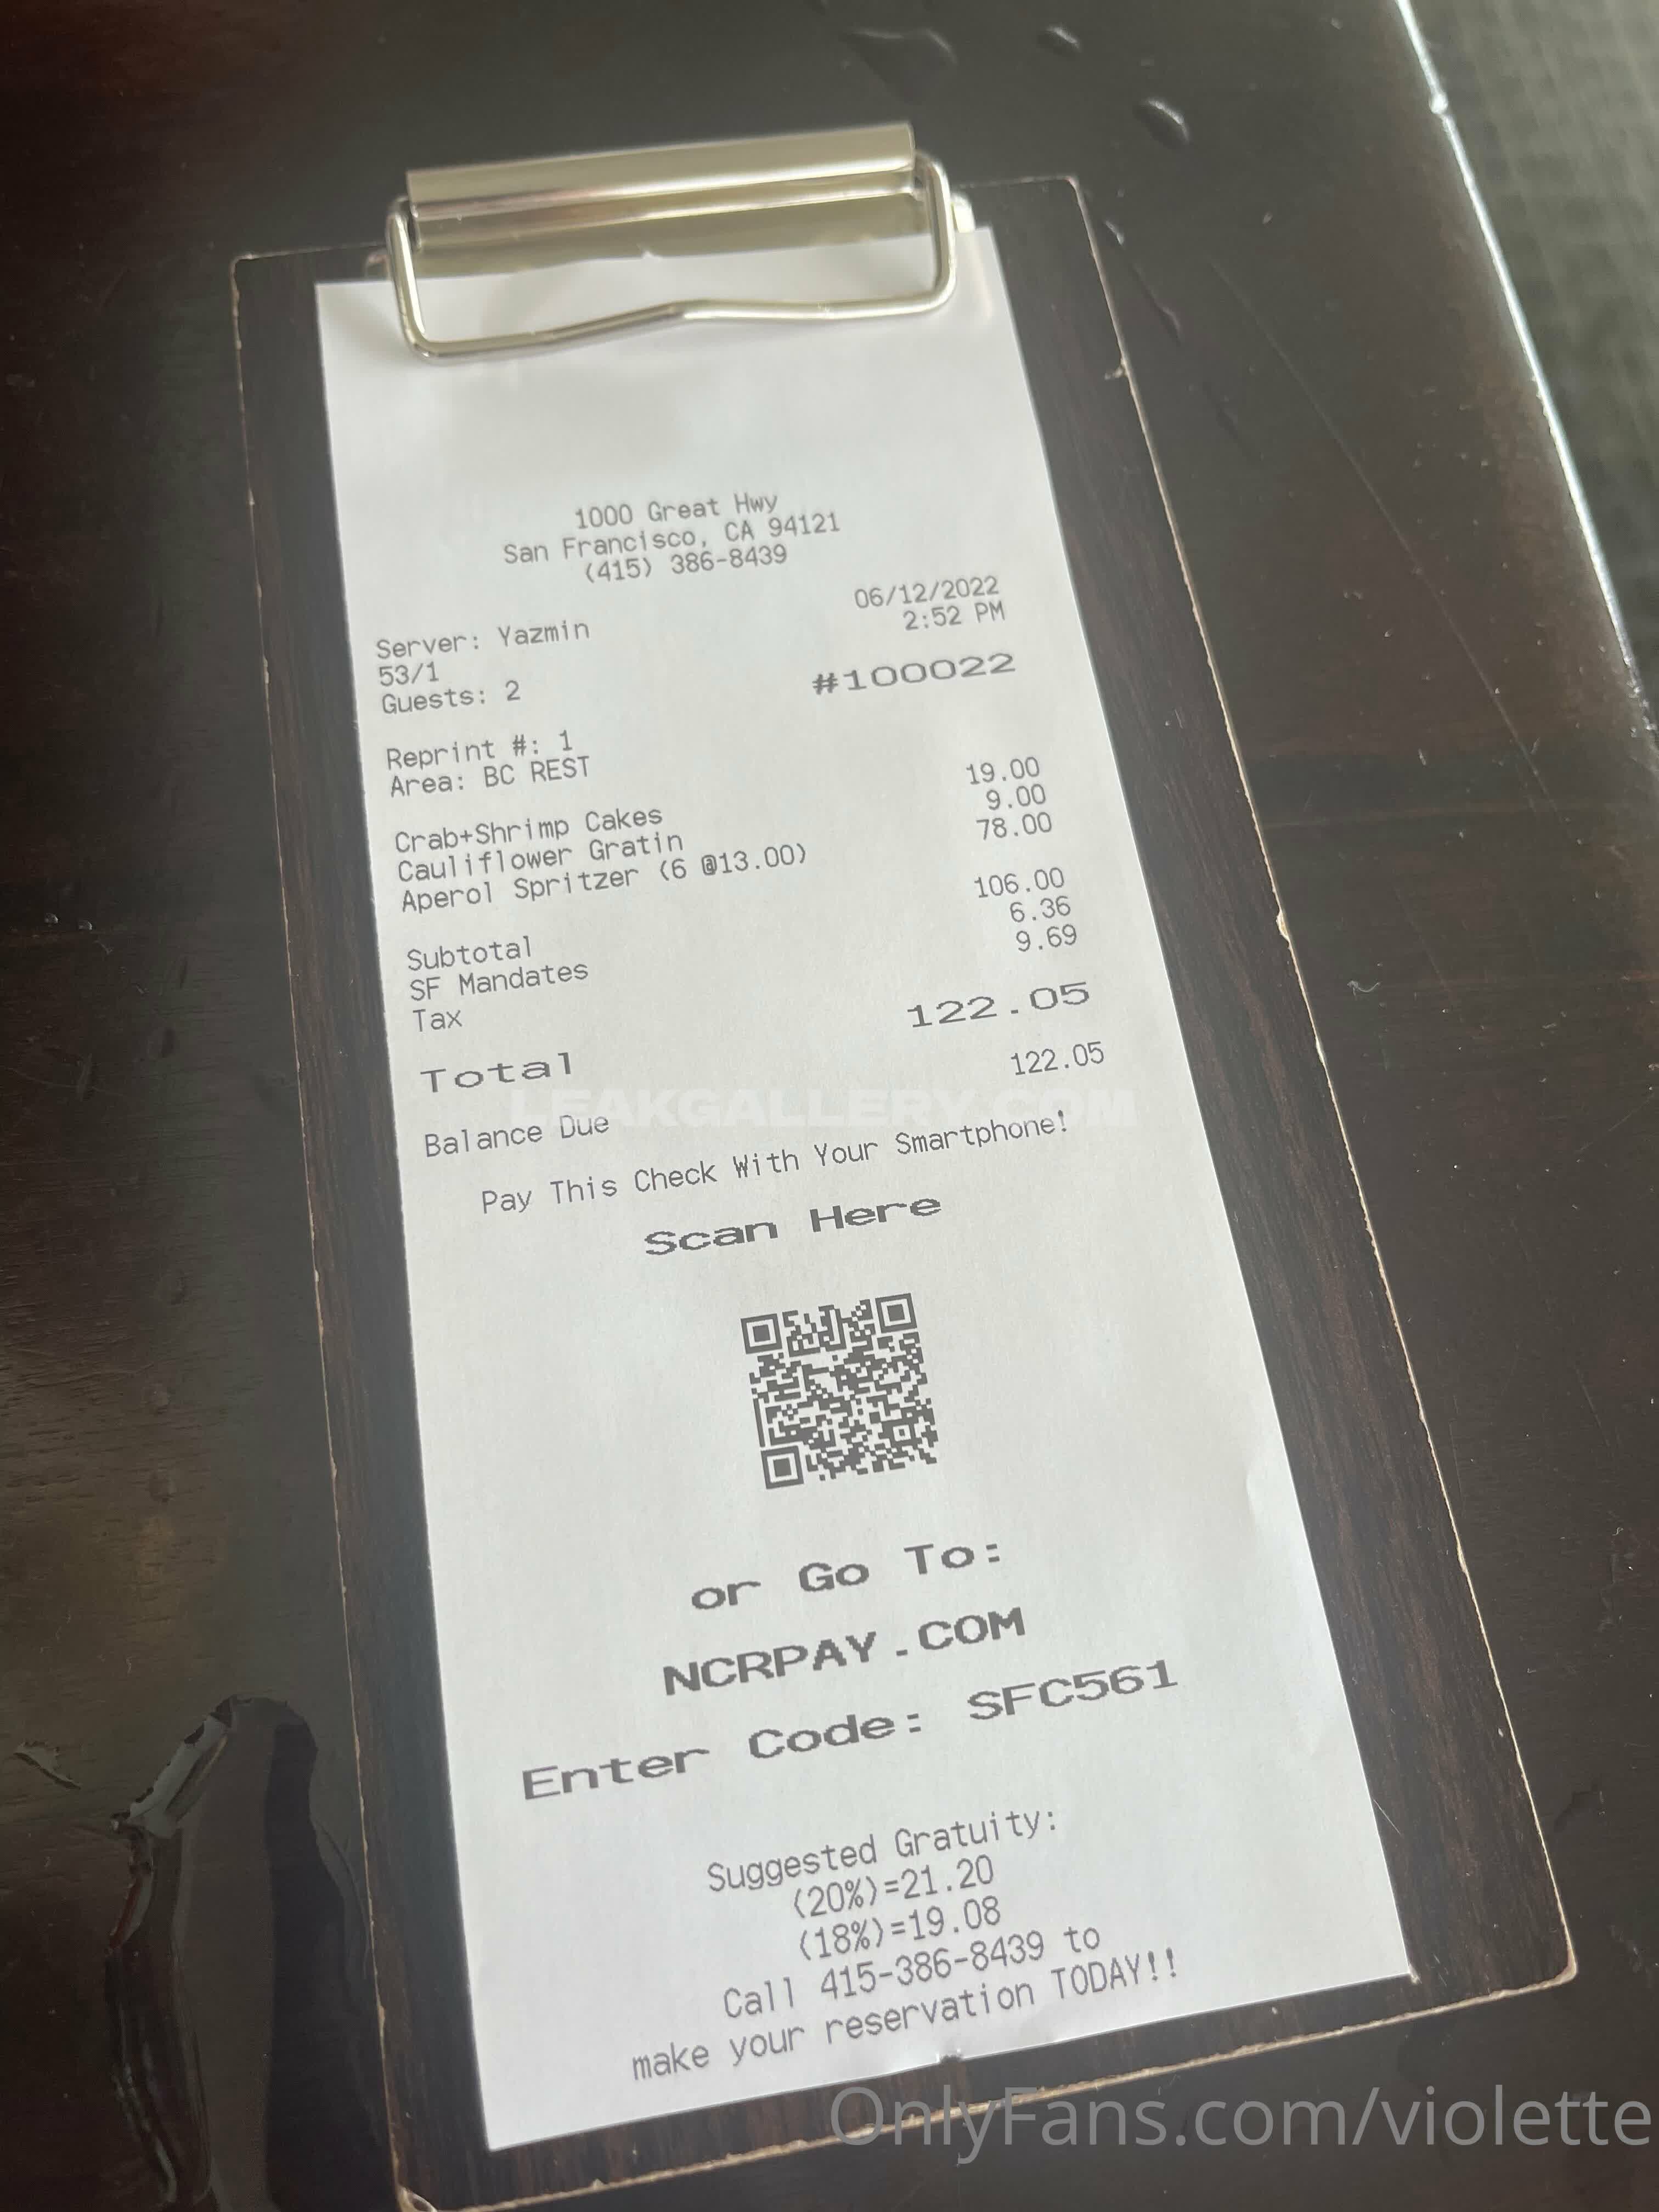 1000 Great Hwy
San Francisco, CA 94121
(415) 386-8439
06/12/2022
Server: Yazmin 2:52 PM
53/1
Guests: 2 #100022
Reprint #: 1
Area: BC REST
Crab+Shrimp Cakes 19.00
Cauliflower Gratin 9.00
Aperol Spritzer (6 @13.00) 78.00
Subtotal 106.00
SF Mandates 6.36
Tax 9.69
Total 122.05
Balance Due 122.05
LEAKGALLERY.COM
Pay This Check With Your Smartphone!
Scan Here
or Go To:
NCRPAY.COM
Enter Code: SFC561
Suggested Gratuity:
(20%)=21.20
(18%)=19.08
Call 415-386-8439 to
make your reservation TODAY!!
OnlyFans.com/violette